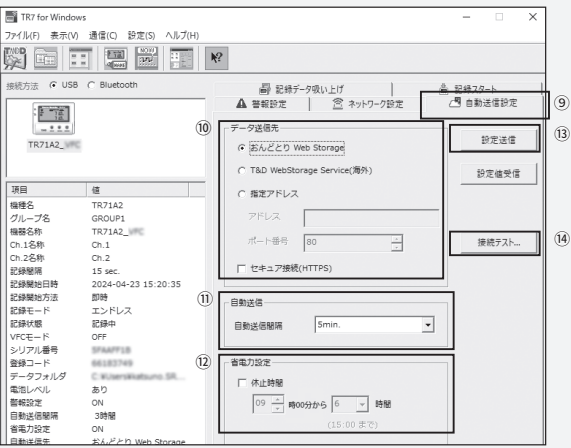 TR7 for Windows
ファイル(F) 表示(V) 通信(C) 設定(S) ヘルプ(H)
接続方法 USB Bluetooth
TR71A2_
項目 値
機種名 TR71A2
グループ名 GROUP1
機器名称 TR71A2_
Ch.1名称 Ch.1
Ch.2名称 Ch.2
記録間隔 15 sec.
記録開始日時 2024-04-23 15:20:35
記録開始方法 即時
記録モード エンドレス
記録状態 記録中
VFCモード OFF
シリアル番号
登録コード
データフォルダ
電池レベル あり
警報設定 ON
自動送信間隔 3時間
省電力設定 ON
自動送信先 おんどとり Web Storage
記録データ吸い上げ 記録スタート
警報設定 ネットワーク設定 自動送信設定 ⑨
⑩ データ送信先
おんどとり Web Storage
T&D WebStorage Service(海外)
指定アドレス
アドレス
ポート番号 80
セキュア接続(HTTPS)
⑪ 自動送信
自動送信間隔 5min.
⑫ 省電力設定
休止時間
09 時00分から 6 時間
(15:00 まで)
設定送信 ⑬
設定値受信
接続テスト... ⑭